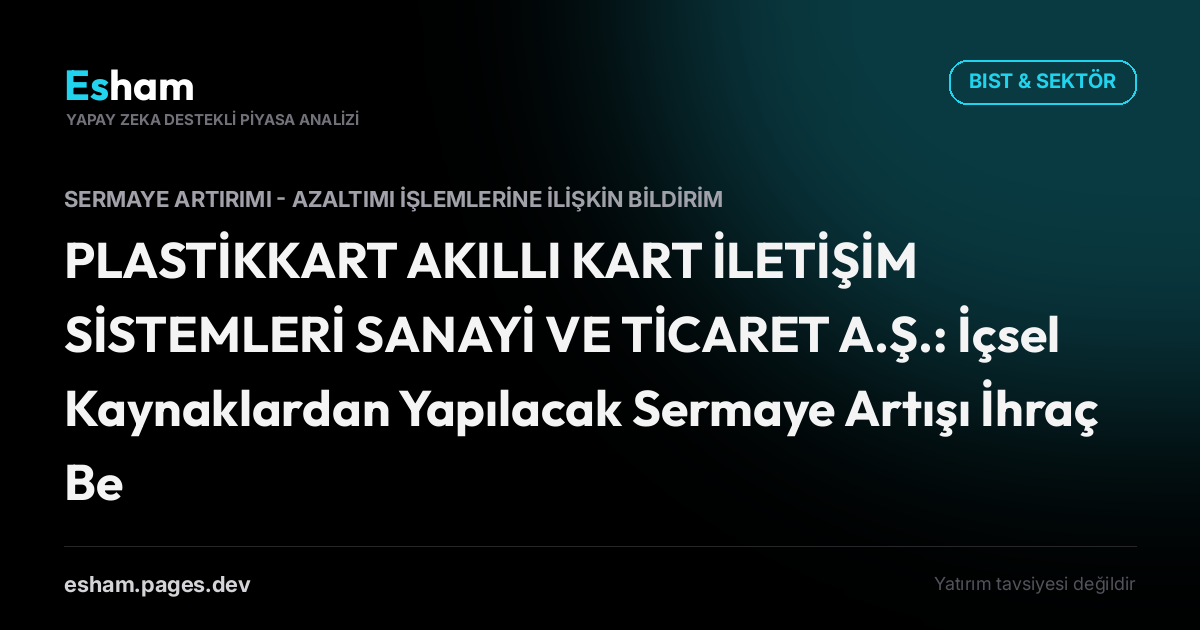 Esham
BIST & SEKTÖR
YAPAY ZEKA DESTEKLİ PİYASA ANALİZİ
SERMAYE ARTIRIMI - AZALTIMI İŞLEMLERİNE İLİŞKİN BİLDİRİM
PLASTİKKART AKILLI KART İLETİŞİM
SİSTEMLERİ SANAYİ VE TİCARET A.Ş.: İçsel
Kaynaklardan Yapılacak Sermaye Artışı İhraç
Be
esham.pages.dev
Yatırım tavsiyesi değildir